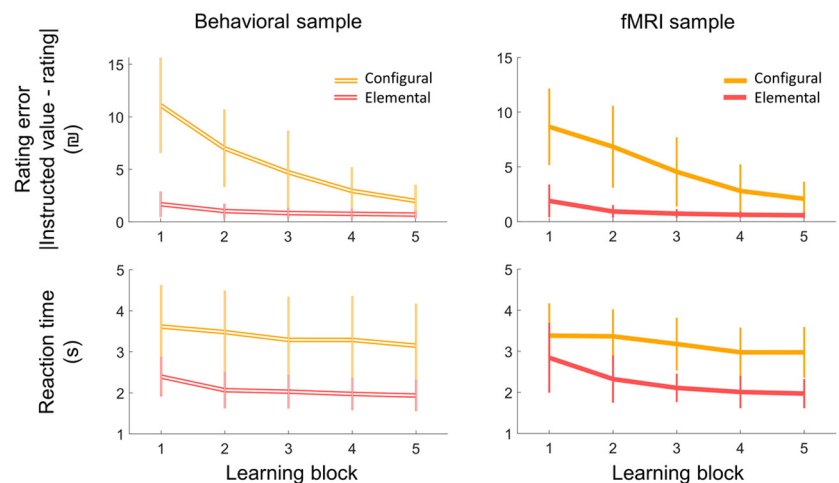 Behavioral sample
fMRI sample
Rating error
|Instructed value - rating|
(₪)
15
10
5
0
Configural
Elemental
1 2 3 4 5
15
10
5
0
Configural
Elemental
1 2 3 4 5
Reaction time
(s)
5
4
3
2
1
1 2 3 4 5
Learning block
5
4
3
2
1
1 2 3 4 5
Learning block